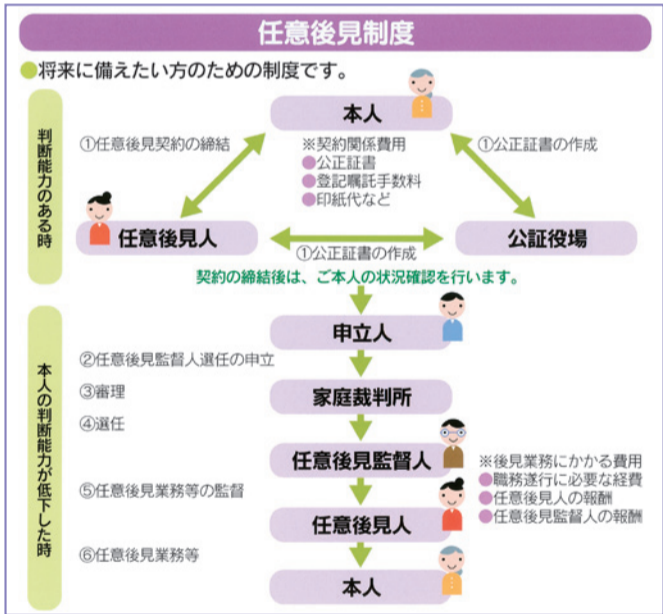 任意後見制度
●将来に備えたい方のための制度です。
判断能力のある時
本人
①任意後見契約の締結
※契約関係費用
●公正証書
●登記嘱託手数料
●印紙代など
①公正証書の作成
任意後見人
公証役場
①公正証書の作成
契約の締結後は、ご本人の状況確認を行います。
本人の判断能力が低下した時
申立人
②任意後見監督人選任の申立
③審理
家庭裁判所
④選任
任意後見監督人
※後見業務にかかる費用
●職務遂行に必要な経費
●任意後見人の報酬
●任意後見監督人の報酬
⑤任意後見業務等の監督
任意後見人
⑥任意後見業務等
本人